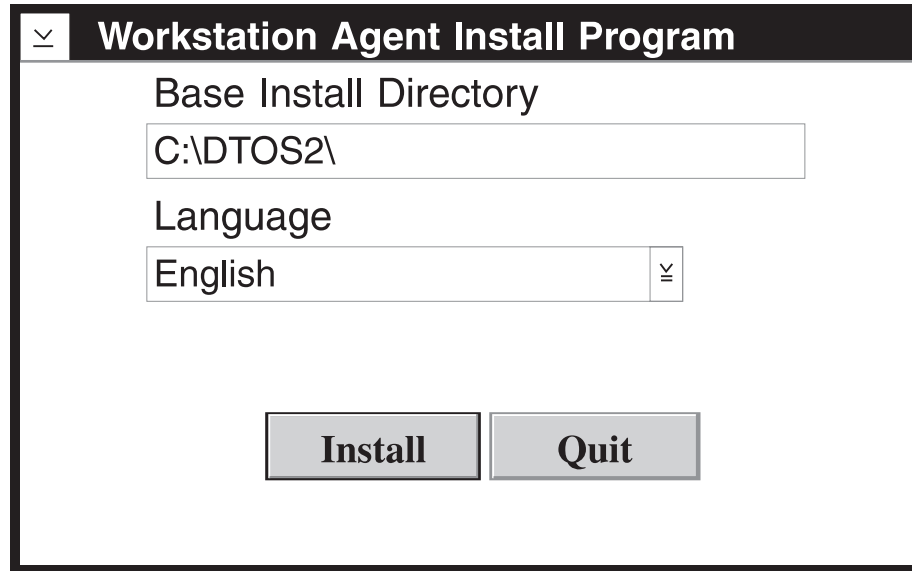 Workstation Agent Install Program
Base Install Directory
C:\DTOS2\
Language
English
Install Quit